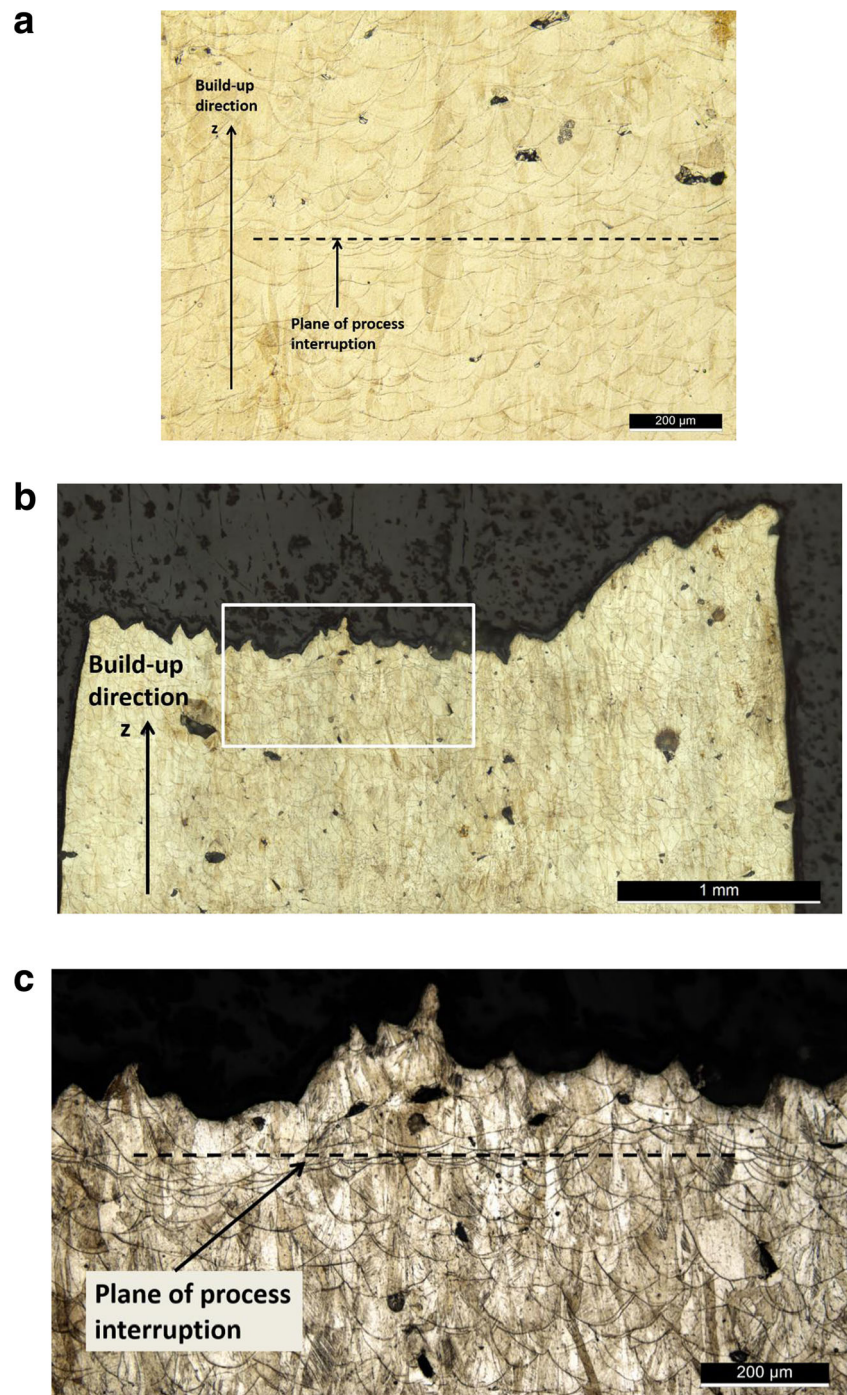 a
Build-up
direction
z
Plane of process
interruption
200 µm
b
Build-up
direction
z
1 mm
c
Plane of process
interruption
200 µm